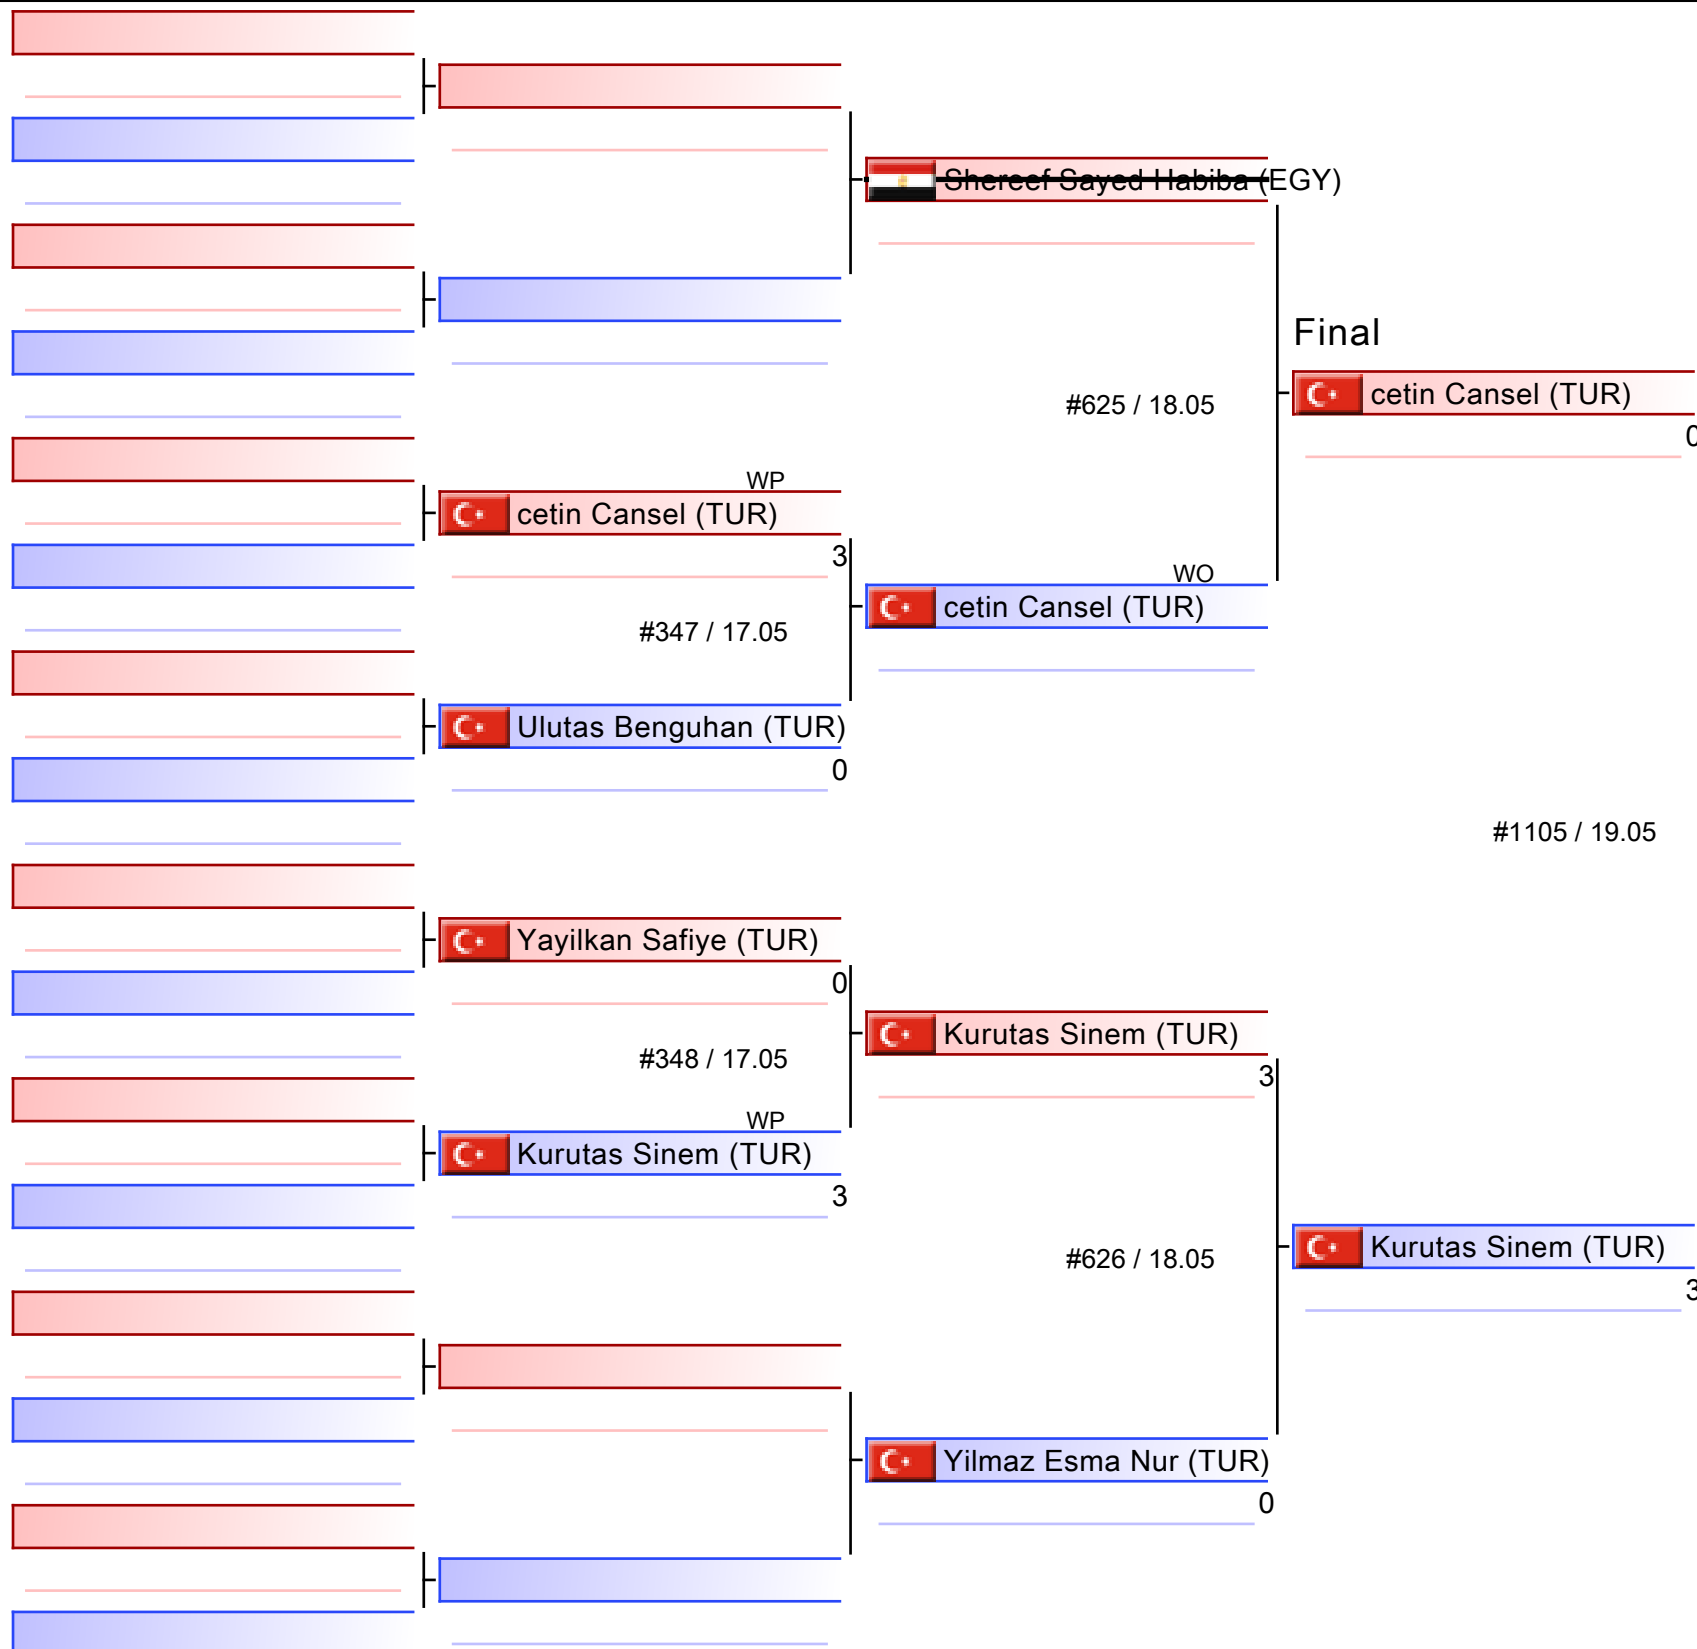 Shereef Sayed Habiba (EGY)
Final
#625 / 18.05
cetin Cansel (TUR)
0
WP
cetin Cansel (TUR)
3
WO
cetin Cansel (TUR)
#347 / 17.05
Ulutas Benguhan (TUR)
0
#1105 / 19.05
Yayilkan Safiye (TUR)
0
Kurutas Sinem (TUR)
3
#348 / 17.05
WP
Kurutas Sinem (TUR)
3
#626 / 18.05
Kurutas Sinem (TUR)
3
Yilmaz Esma Nur (TUR)
0